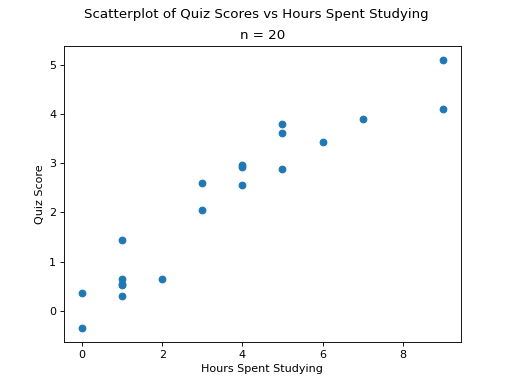 Scatterplot of Quiz Scores vs Hours Spent Studying
n = 20
5
4
3
2
1
0
Quiz Score
0 2 4 6 8
Hours Spent Studying